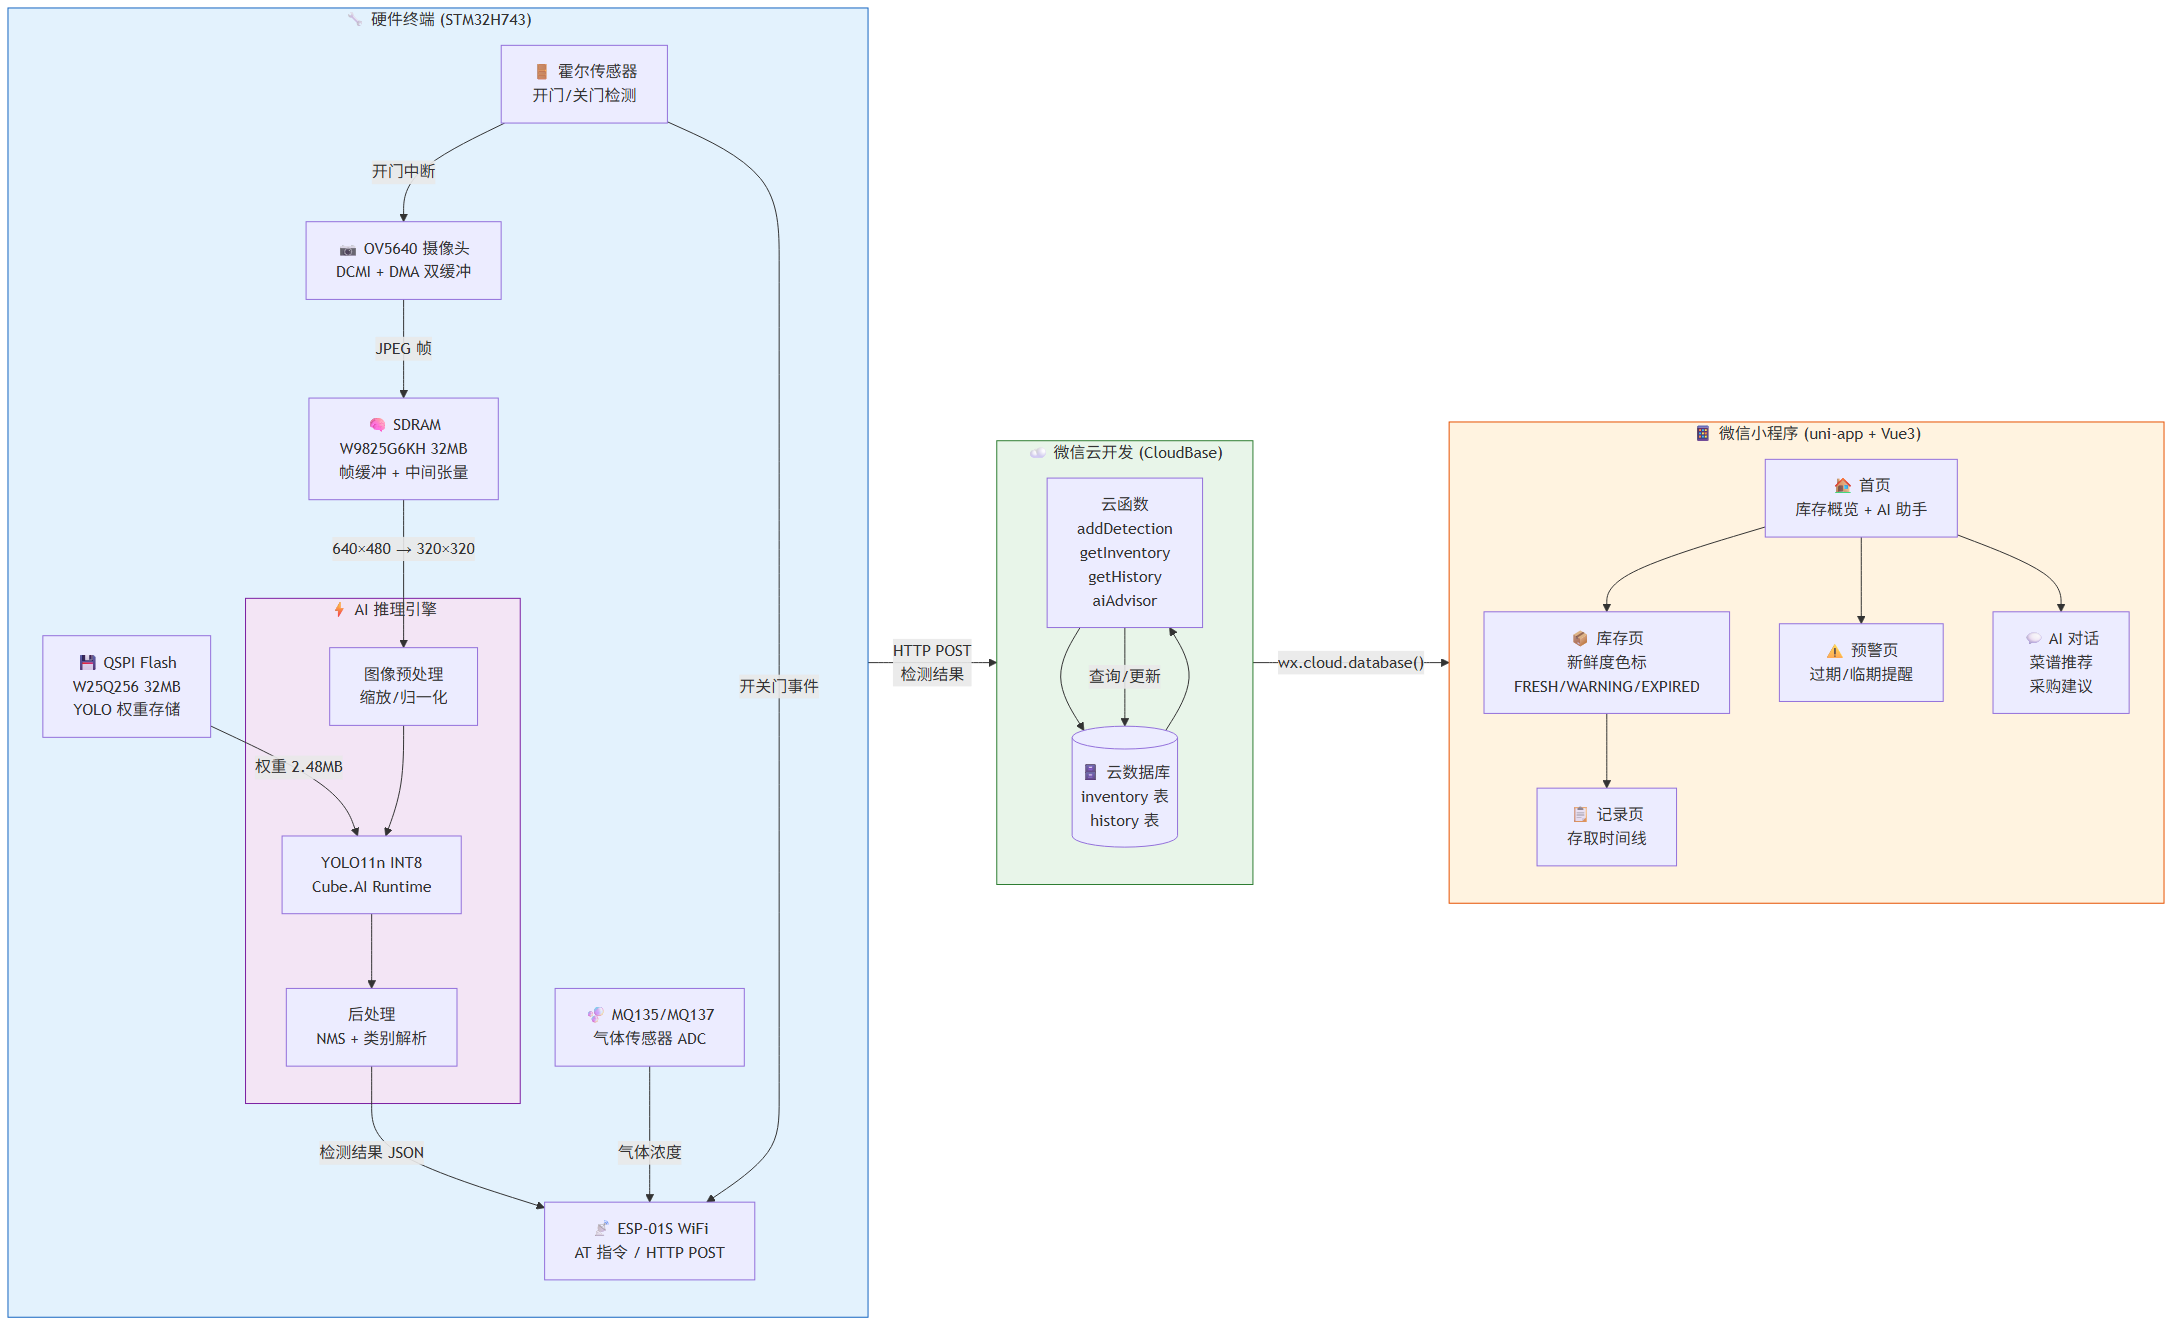 硬件终端 (STM32H743)
霍尔传感器
开门/关门检测
开门中断
OV5640 摄像头
DCMI + DMA 双缓冲
JPEG 帧
SDRAM
W9825G6KH 32MB
帧缓冲 + 中间张量
640×480 → 320×320
AI 推理引擎
QSPI Flash
W25Q256 32MB
YOLO 权重存储
图像预处理
缩放/归一化
开关门事件
权重 2.48MB
YOLO11n INT8
Cube.AI Runtime
后处理
NMS + 类别解析
MQ135/MQ137
气体传感器 ADC
检测结果 JSON
气体浓度
ESP-01S WiFi
AT 指令 / HTTP POST
HTTP POST
检测结果
微信云开发 (CloudBase)
云函数
addDetection
getInventory
getHistory
aiAdvisor
查询/更新
云数据库
inventory 表
history 表
wx.cloud.database()
微信小程序 (uni-app + Vue3)
首页
库存概览 + AI 助手
库存页
新鲜度色标
FRESH/WARNING/EXPIRED
预警页
过期/临期提醒
AI 对话
菜谱推荐
采购建议
记录页
存取时间线